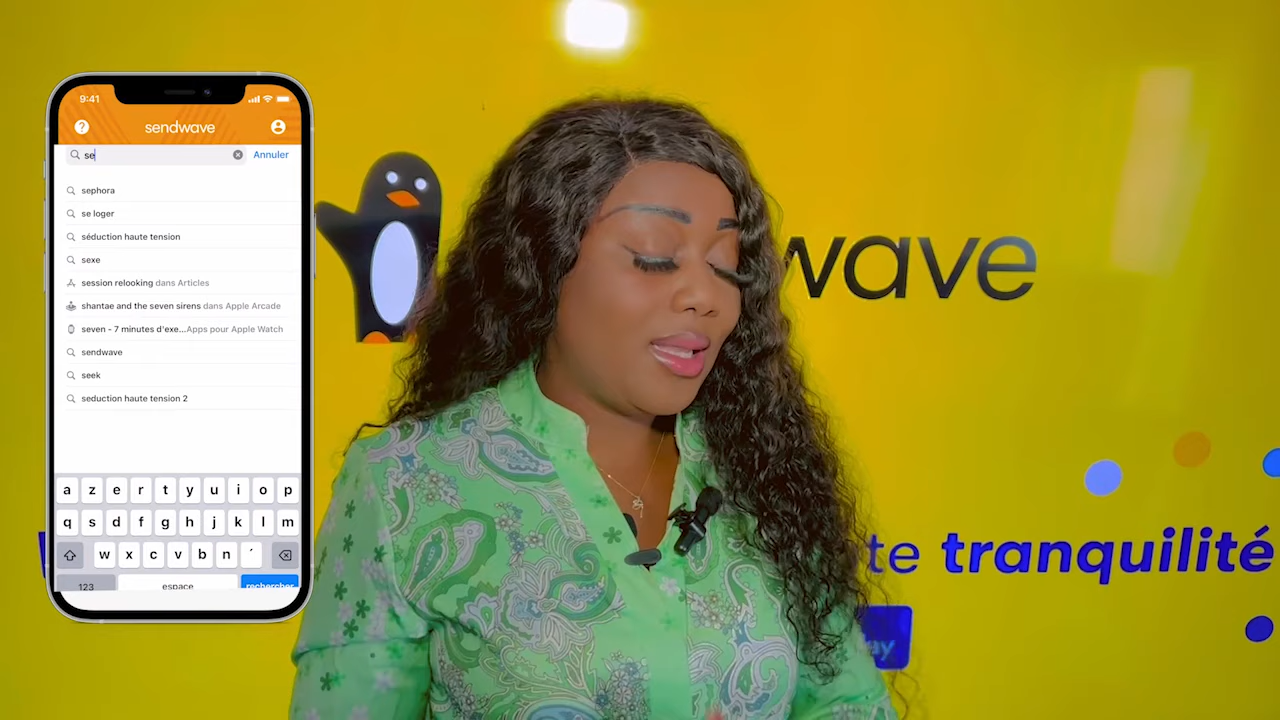 9:41
sendwave
se
Annuler
sephora
se loger
séduction haute tension
sexe
session relooking dans Articles
shantae and the seven sirens dans Apple Arcade
seven - 7 minutes d'exe...Apps pour Apple Watch
sendwave
seek
seduction haute tension 2
a z e r t y u i o p
q s d f g h j k l m
w x c v b n ´
123 espace rechercher
wave
te tranquilité
ay